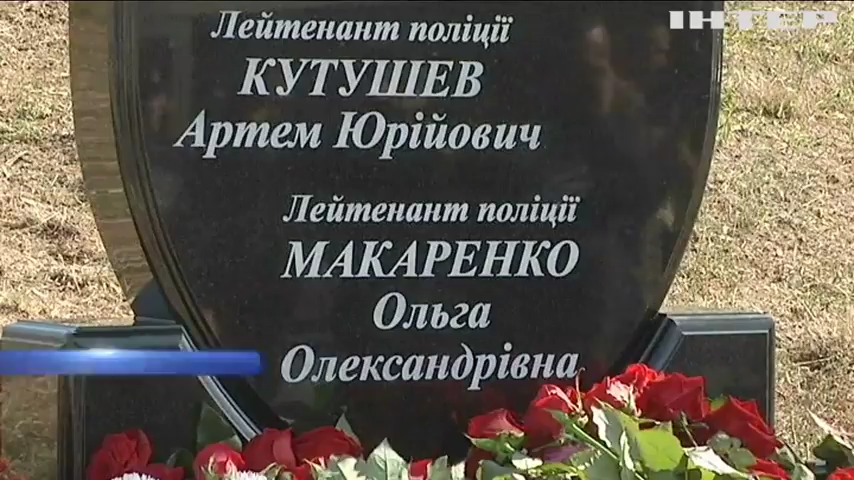 ІНТЕР
Лейтенант поліції
КУТУШЕВ
Артем Юрійович
Лейтенант поліції
МАКАРЕНКО
Ольга
Олександрівна